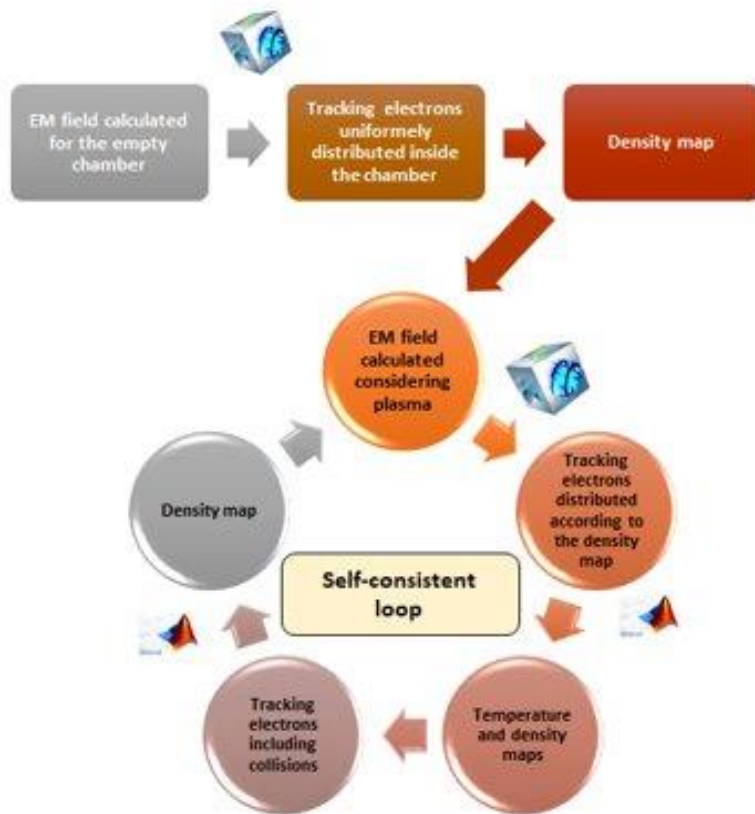 EM field calculated
for the empty
chamber
Tracking electrons
uniformely
distributed inside
the chamber
Density map
EM field
calculated
considering
plasma
Tracking
electrons
distributed
according to
the density
map
Temperature
and density
maps
Tracking
electrons
including
collisions
Density map
Self-consistent
loop